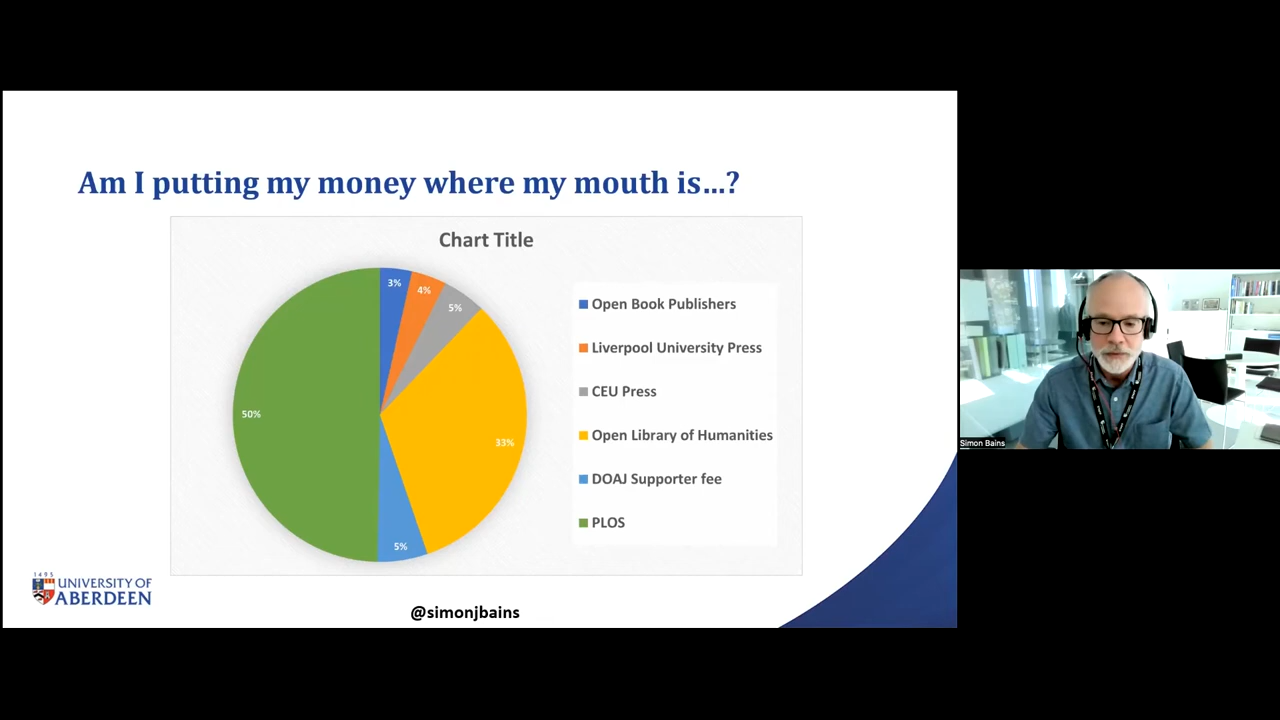 Am I putting my money where my mouth is...?
Chart Title
3%
4%
5%
33%
5%
50%
Open Book Publishers
Liverpool University Press
CEU Press
Open Library of Humanities
DOAJ Supporter fee
PLOS
1495
UNIVERSITY OF
ABERDEEN
@simonjbains
Simon Bains